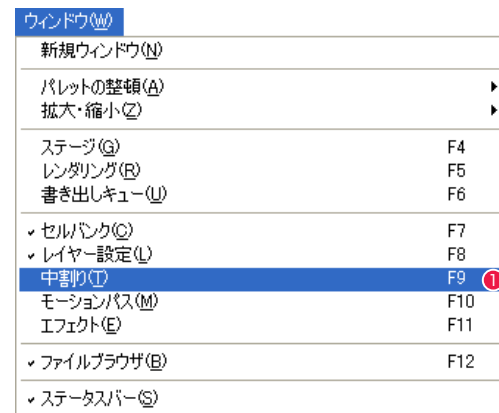 ウィンドウ(W)
新規ウィンドウ(N)
パレットの整頓(A)
拡大・縮小(Z)
ステージ(G) F4
レンダリング(R) F5
書き出しキュー(U) F6
セルバンク(C) F7
レイヤー設定(L) F8
中割り(T) F9 1
モーションパス(M) F10
エフェクト(E) F11
ファイルブラウザ(B) F12
ステータスバー(S)